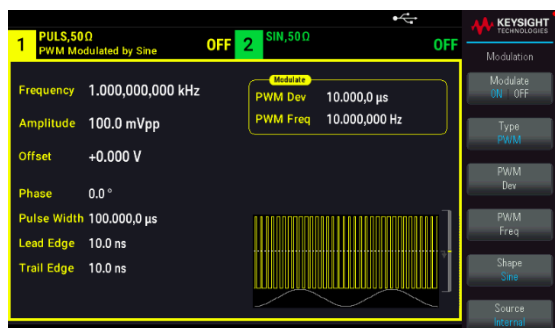 KEYSIGHT
TECHNOLOGIES
1 PULS,50Ω OFF 2 SIN,50Ω OFF
PWM Modulated by Sine
Modulation
Frequency 1.000,000,000 kHz
Amplitude 100.0 mVpp
Offset +0.000 V
Phase 0.0 °
Pulse Width 100.000,0 µs
Lead Edge 10.0 ns
Trail Edge 10.0 ns
Modulate
PWM Dev 10.000,0 µs
PWM Freq 10.000,000 Hz
Modulate
ON OFF
Type
PWM
PWM
Dev
PWM
Freq
Shape
Sine
Source
Internal